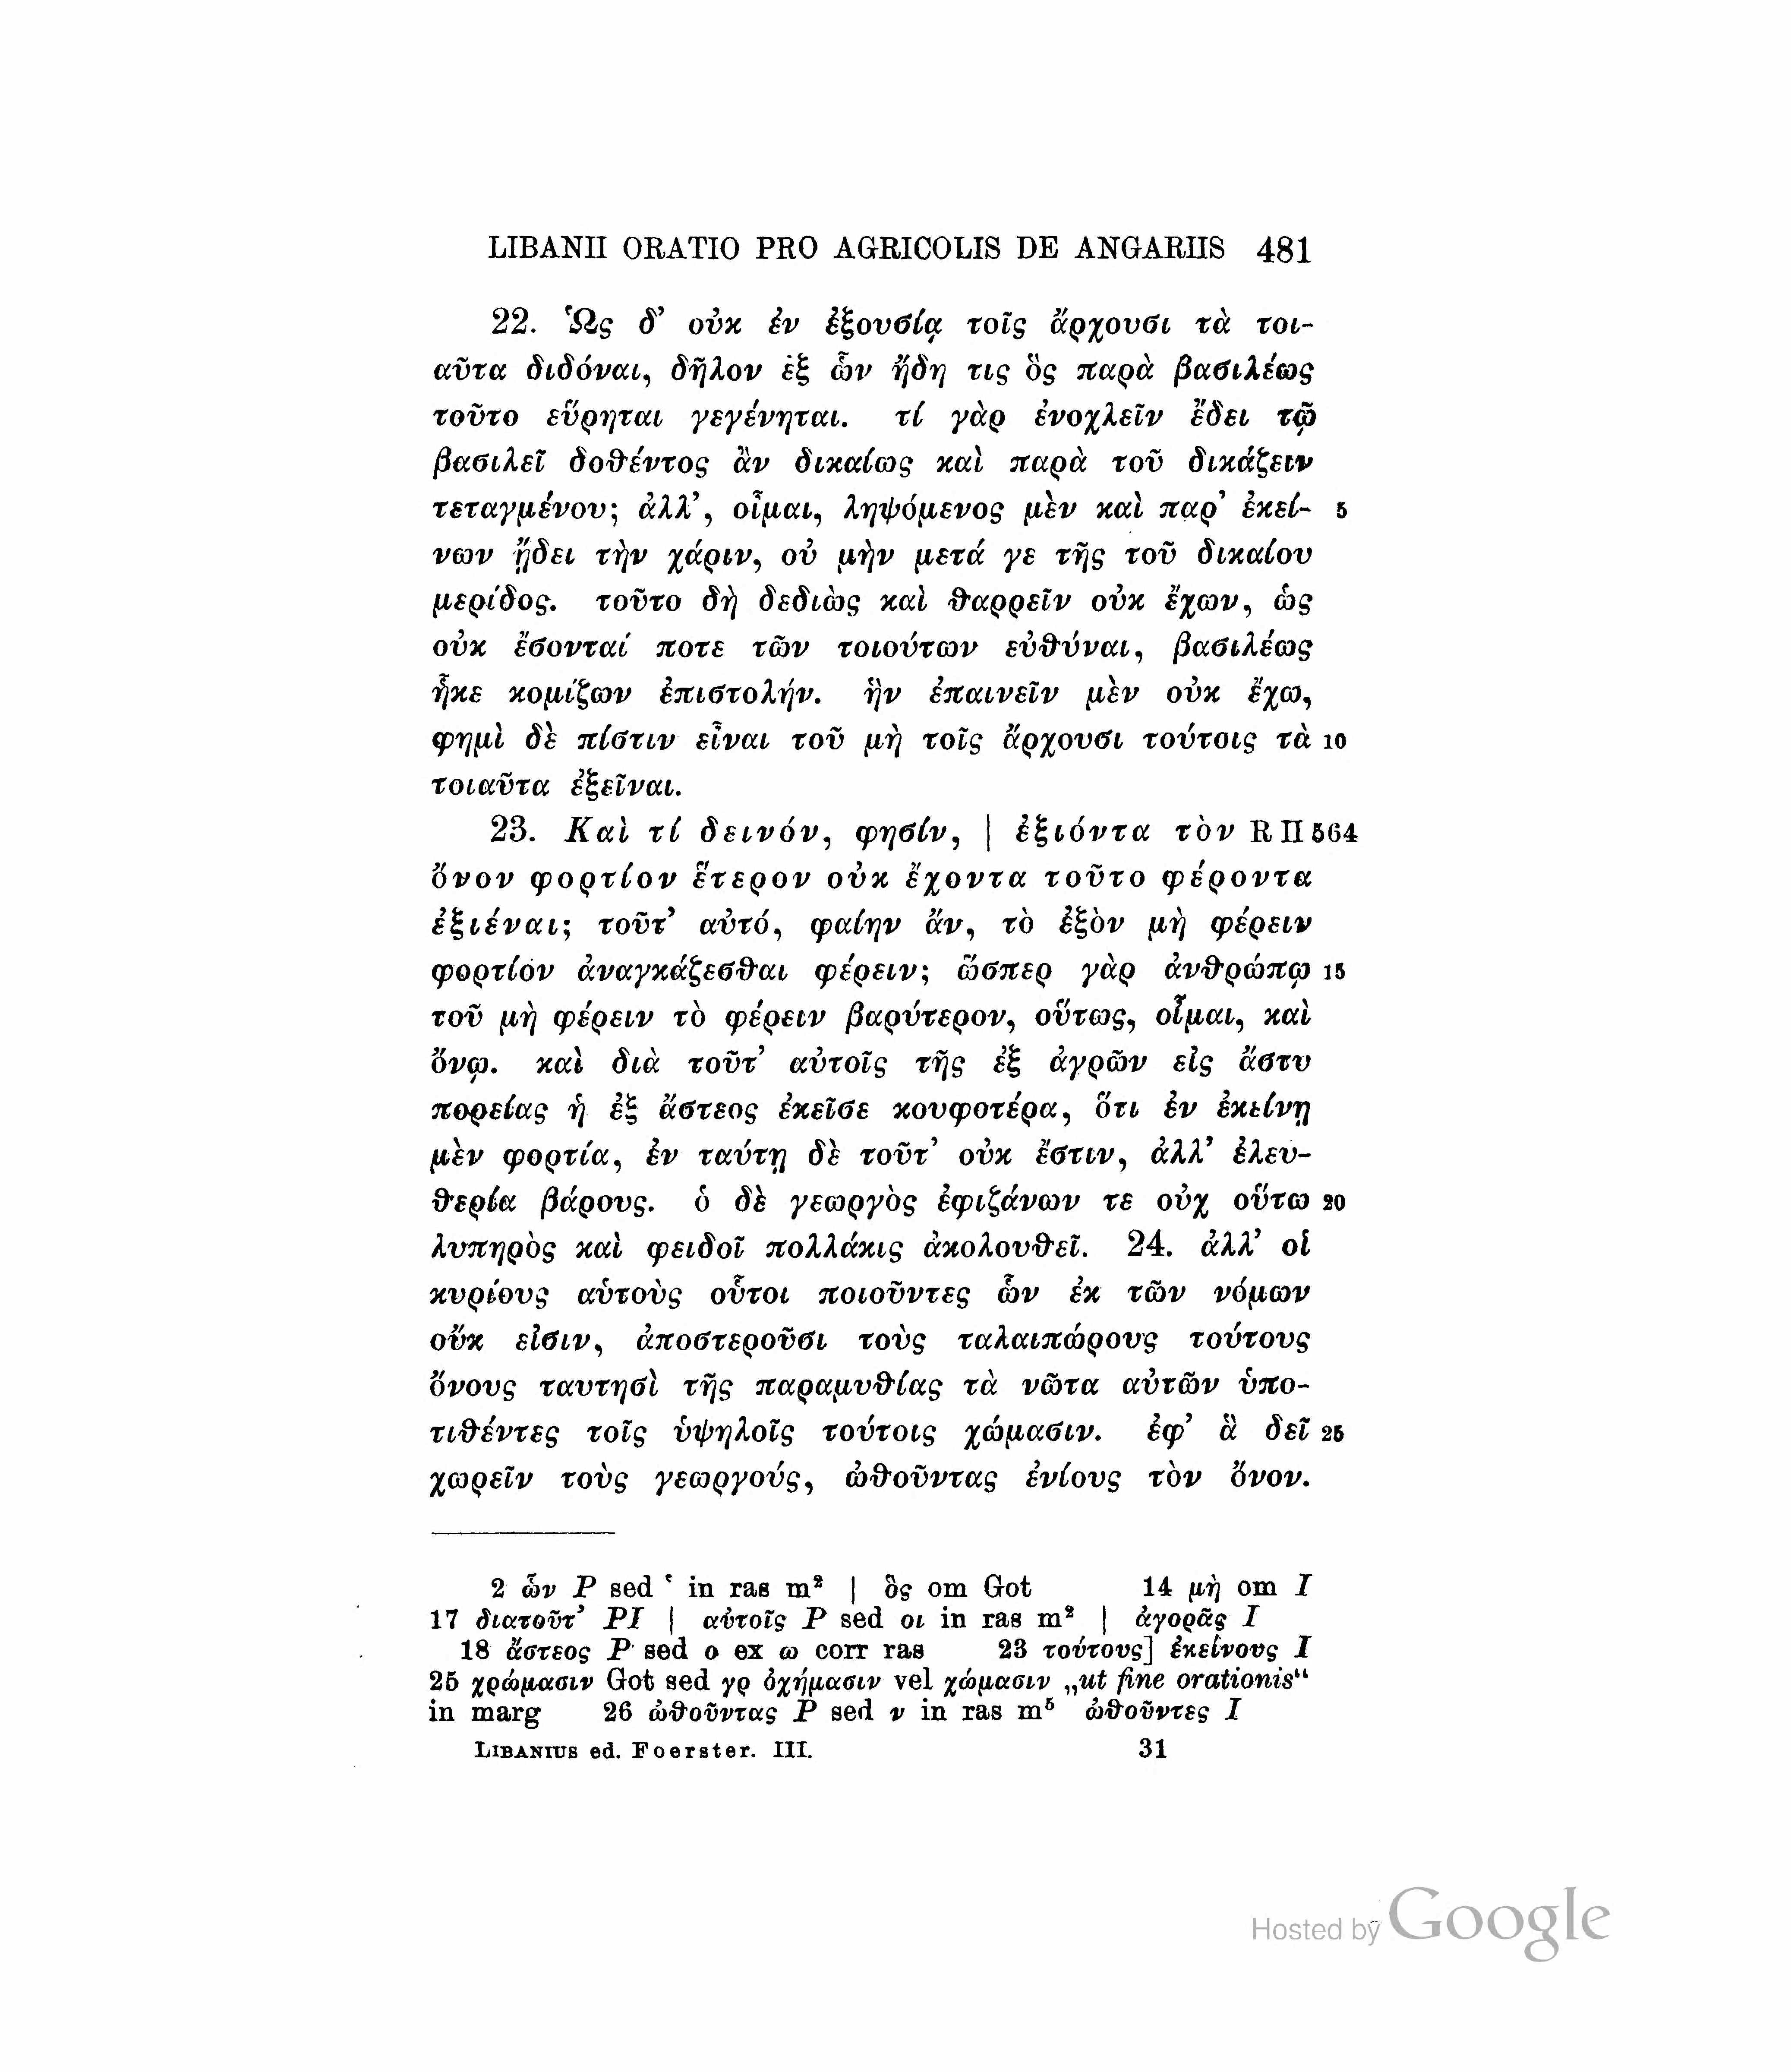 LIBANII ORATIO PRO AGRICOLIS DE ANGARIIS 481
22. Ὡς δ’ οὐκ ἐν ἐξουσίᾳ τοῖς ἄρχουσι τὰ τοι-
αῦτα διδόναι, δῆλον ἐξ ὧν ἤδη τις ὃς παρὰ βασιλέως
τοῦτο εὕρηται γεγένηται. τί γὰρ ἐνοχλεῖν ἔδει τῷ
βασιλεῖ δοθέντος ἂν δικαίως καὶ παρὰ τοῦ δικάζειν
τεταγμένου; ἀλλ’, οἶμαι, ληψόμενος μὲν καὶ παρ’ ἐκεί- 5
νων ᾔδει τὴν χάριν, οὐ μὴν μετά γε τῆς τοῦ δικαίου
μερίδος. τοῦτο δὴ δεδιὼς καὶ θαρρεῖν οὐκ ἔχων, ὡς
οὐκ ἔσονταί ποτε τῶν τοιούτων εὐθύναι, βασιλέως
ἧκε κομίζων ἐπιστολήν. ἣν ἐπαινεῖν μὲν οὐκ ἔχω,
φημὶ δὲ πίστιν εἶναι τοῦ μὴ τοῖς ἄρχουσι τούτοις τὰ 10
τοιαῦτα ἐξεῖναι.
23. Καὶ τί δεινόν, φησίν, | ἐξιόντα τὸν R II 564
ὄνον φορτίον ἕτερον οὐκ ἔχοντα τοῦτο φέροντα
ἐξιέναι; τοῦτ’ αὐτό, φαίην ἄν, τὸ ἐξὸν μὴ φέρειν
φορτίον ἀναγκάζεσθαι φέρειν; ὥσπερ γὰρ ἀνθρώπῳ 15
τοῦ μὴ φέρειν τὸ φέρειν βαρύτερον, οὕτως, οἶμαι, καὶ
ὄνῳ. καὶ διὰ τοῦτ’ αὐτοῖς τῆς ἐξ ἀγρῶν εἰς ἄστυ
πορείας ἡ ἐξ ἄστεος ἐκεῖσε κουφοτέρα, ὅτι ἐν ἐκείνῃ
μὲν φορτία, ἐν ταύτῃ δὲ τοῦτ’ οὐκ ἔστιν, ἀλλ’ ἐλευ-
θερία βάρους. ὁ δὲ γεωργὸς ἐφιζάνων τε οὐχ οὕτω 20
λυπηρὸς καὶ φειδοῖ πολλάκις ἀκολουθεῖ. 24. ἀλλ’ οἱ
κυρίους αὑτοὺς οὗτοι ποιοῦντες ὧν ἐκ τῶν νόμων
οὔκ εἰσιν, ἀποστεροῦσι τοὺς ταλαιπώρους τούτους
ὄνους ταυτησὶ τῆς παραμυθίας τὰ νῶτα αὐτῶν ὑπο-
τιθέντες τοῖς ὑψηλοῖς τούτοις χώμασιν. ἐφ’ ἃ δεῖ 25
χωρεῖν τοὺς γεωργούς, ὠθοῦντας ἐνίους τὸν ὄνον.
2 ὧν P sed ʽ in ras m² | ὃς om Got 14 μὴ om I
17 διατοῦτ’ PI | αὐτοῖς P sed οι in ras m² | ἀγορᾶς I
18 ἄστεος P sed ο ex ω corr ras 23 τούτους] ἐκείνους I
25 χρώμασιν Got sed γρ ὀχήμασιν vel χώμασιν „ut fine orationis“
in marg 26 ὠθοῦντας P sed ν in ras m⁵ ὠθοῦντες I
LIBANIUS ed. Foerster. III. 31
Hosted by Google